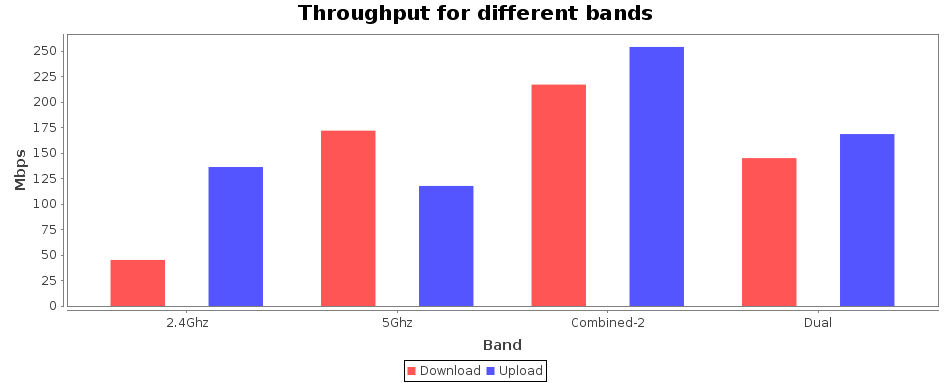 Throughput for different bands
Mbps
250
225
200
175
150
125
100
75
50
25
0
2.4Ghz 5Ghz Combined-2 Dual
Band
Download Upload